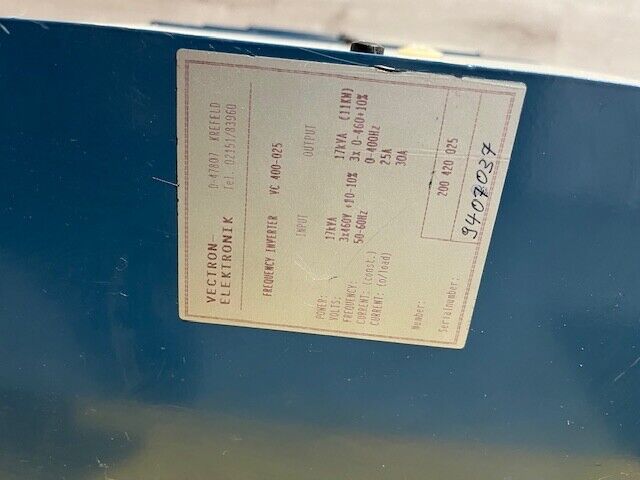 VECTRON-
ELEKTRONIK
D-47807 KREFELD
Tel. 02151/83960
FREQUENCY INVERTER VC 400-025
INPUT OUTPUT
POWER: 17kVA 17kVA (11KW)
VOLTS: 3x460V +10-10% 3x 0-460+10%
FREQUENCY: 50-60Hz 0-400Hz
CURRENT: (const.) 25A
CURRENT: (o/load) 30A
Number: 200 420 025
Serialnumber: 9407037